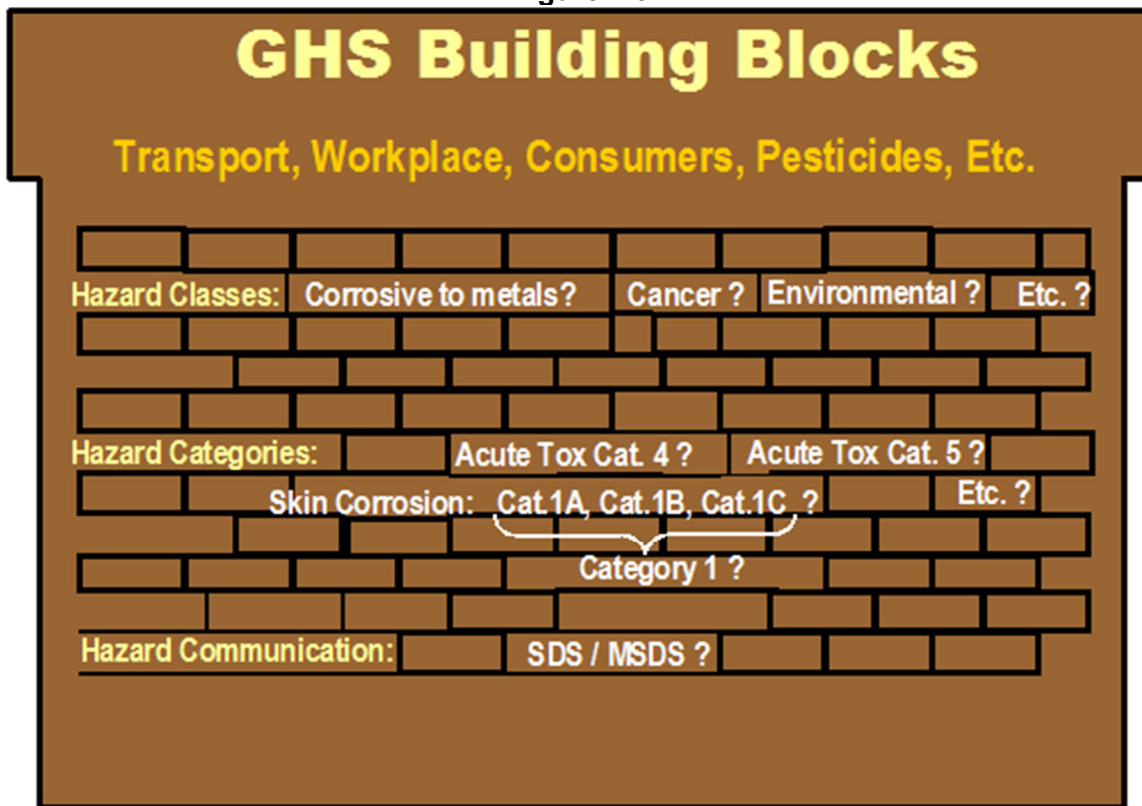 GHS Building Blocks
Transport, Workplace, Consumers, Pesticides, Etc.
Hazard Classes: Corrosive to metals? Cancer ? Environmental ? Etc. ?
Hazard Categories: Acute Tox Cat. 4 ? Acute Tox Cat. 5 ?
Skin Corrosion: Cat.1A, Cat.1B, Cat.1C ? Etc. ?
Category 1 ?
Hazard Communication: SDS / MSDS ?